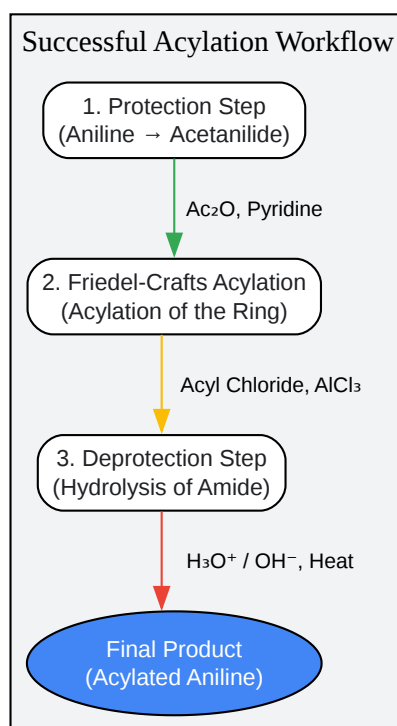 Successful Acylation Workflow
1. Protection Step
(Aniline → Acetanilide)
Ac₂O, Pyridine
2. Friedel-Crafts Acylation
(Acylation of the Ring)
Acyl Chloride, AlCl₃
3. Deprotection Step
(Hydrolysis of Amide)
H₃O⁺ / OH⁻, Heat
Final Product
(Acylated Aniline)